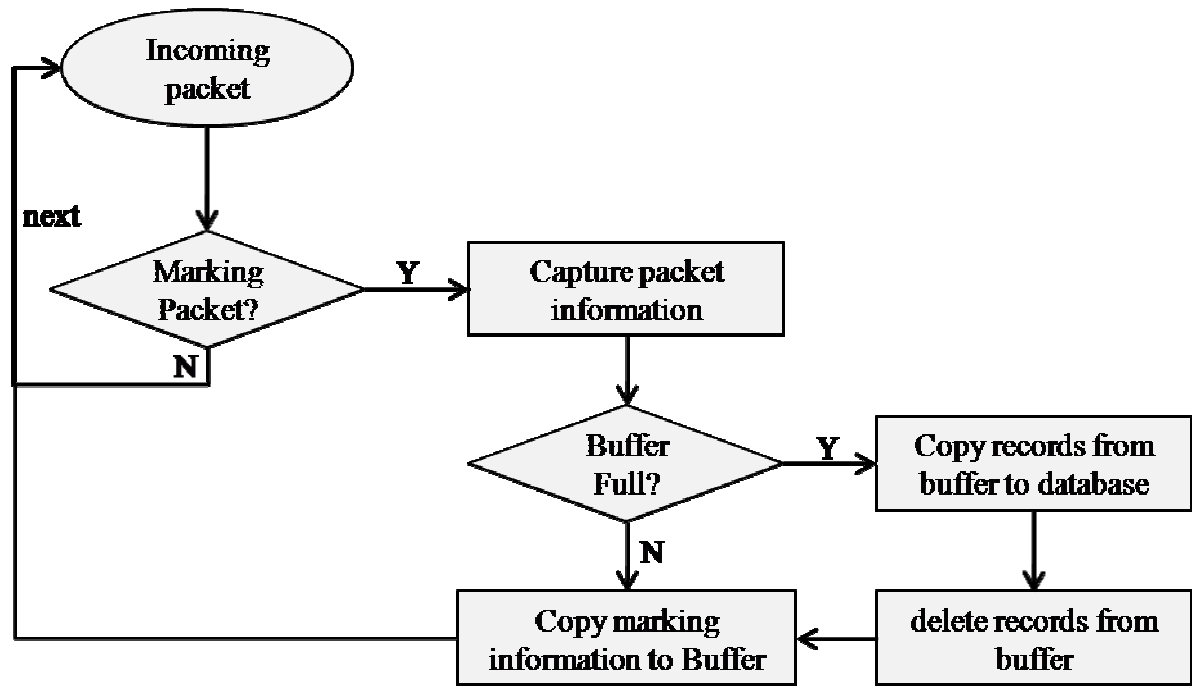 Incoming
packet
next
Marking
Packet?
Y
Capture packet
information
N
Buffer
Full?
Y
Copy records from
buffer to database
N
Copy marking
information to Buffer
delete records from
buffer